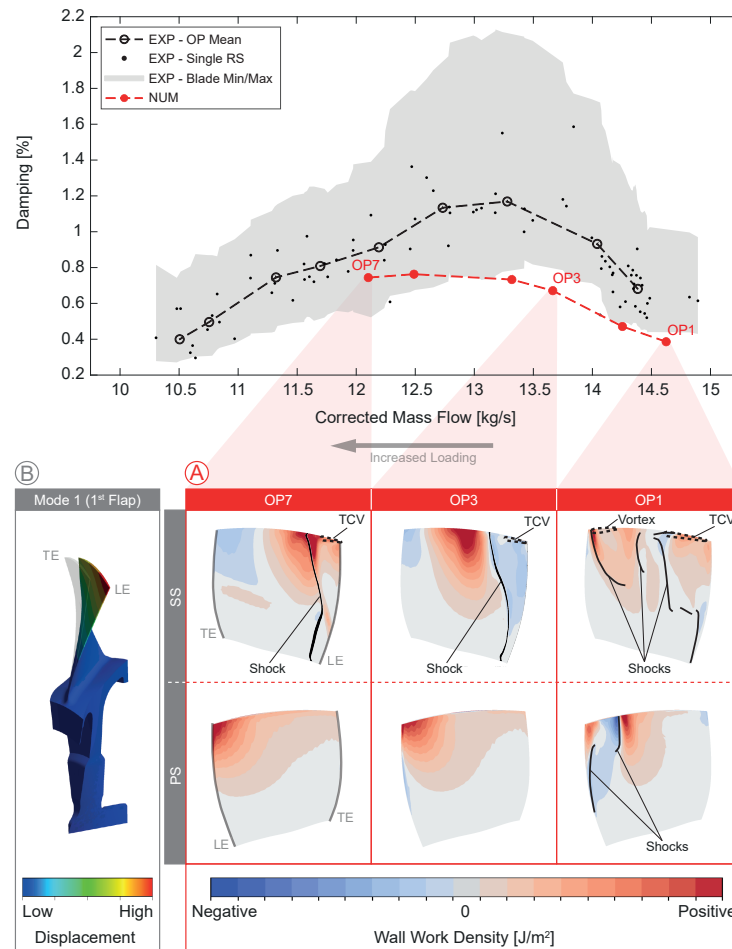 2.2
2
1.8
1.6
1.4
1.2
1
0.8
0.6
0.4
0.2
Damping [%]
EXP - OP Mean
EXP - Single RS
EXP - Blade Min/Max
NUM
OP7
OP3
OP1
10 10.5 11 11.5 12 12.5 13 13.5 14 14.5 15
Corrected Mass Flow [kg/s]
Increased Loading
B
Mode 1 (1st Flap)
TE
LE
Low High
Displacement
A
OP7 OP3 OP1
SS
TCV
TE
LE
Shock
Shock
Vortex
TCV
Shocks
PS
LE
TE
Shocks
Negative 0 Positive
Wall Work Density [J/m²]